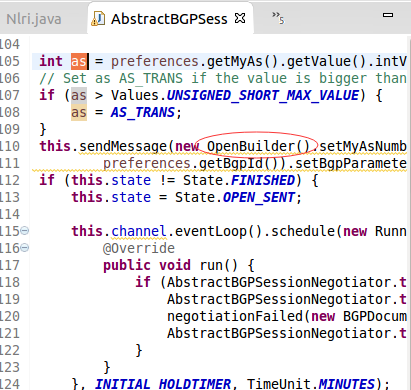 Nlri.java
AbstractBGPSess
»5
104
105 int as = preferences.getMyAs().getValue().intV
106 // Set as AS_TRANS if the value is bigger than
107 if (as > Values.UNSIGNED_SHORT_MAX_VALUE) {
108 as = AS_TRANS;
109 }
110 this.sendMessage(new OpenBuilder().setMyAsNumb
111 preferences.getBgpId()).setBgpParamete
112 if (this.state != State.FINISHED) {
113 this.state = State.OPEN_SENT;
114
115 this.channel.eventLoop().schedule(new Runn
116 @Override
117 public void run() {
118 if (AbstractBGPSessionNegotiator.t
119 AbstractBGPSessionNegotiator.t
120 negotiationFailed(new BGPDocum
121 AbstractBGPSessionNegotiator.t
122 }
123 }
124 }, INITIAL_HOLDTIMER, TimeUnit.MINUTES);